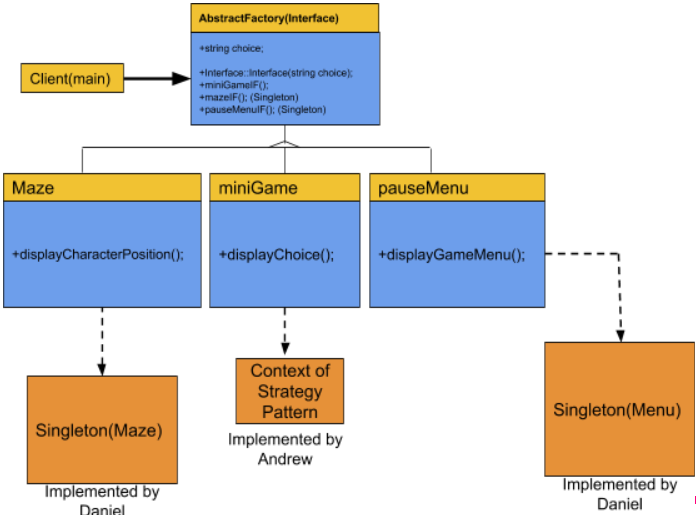 AbstractFactory(Interface)
+string choice;
+Interface::Interface(string choice);
+miniGameIF();
+mazeIF(); (Singleton)
+pauseMenuIF(); (Singleton)
Client(main)
Maze
+displayCharacterPosition();
miniGame
+displayChoice();
pauseMenu
+displayGameMenu();
Singleton(Maze)
Implemented by
Daniel
Context of
Strategy
Pattern
Implemented by
Andrew
Singleton(Menu)
Implemented by
Daniel